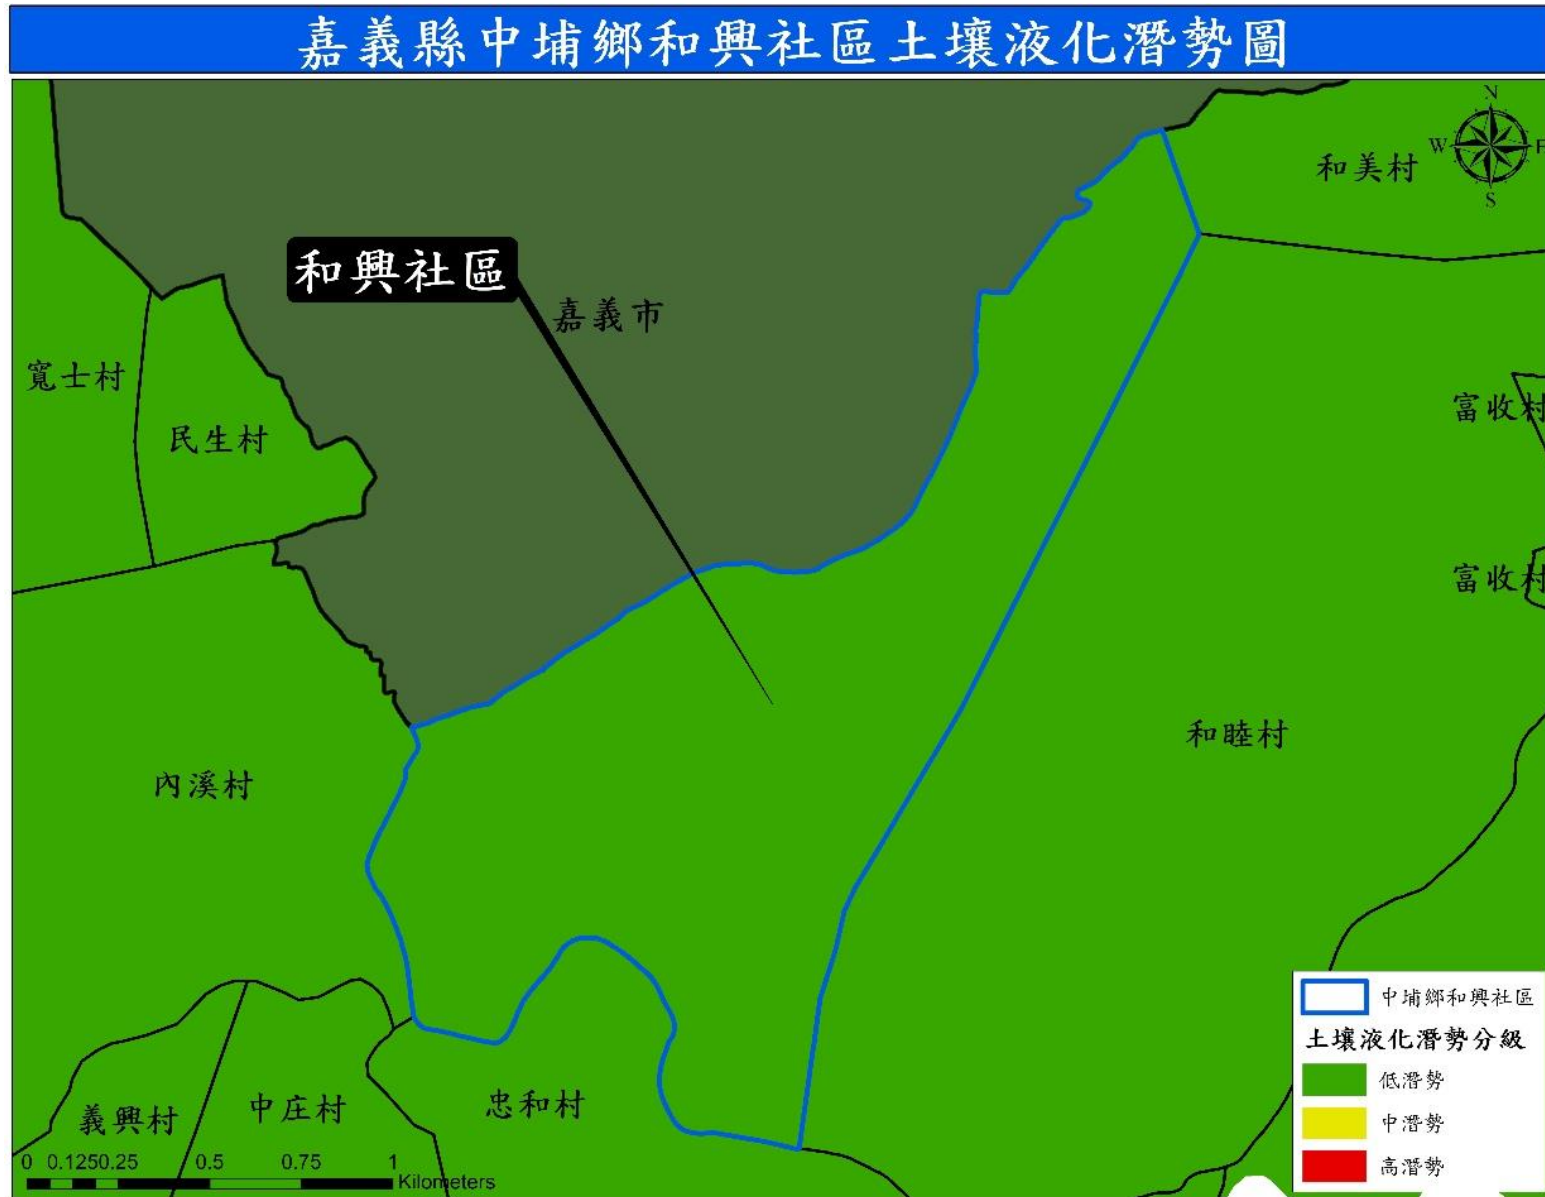 嘉義縣中埔鄉和興社區土壤液化潛勢圖
N
W
E
S
和美村
和興社區
嘉義市
寬士村
民生村
富收村
富收村
和睦村
內溪村
義興村
中庄村
忠和村
中埔鄉和興社區
土壤液化潛勢分級
低潛勢
中潛勢
高潛勢
0 0.125 0.25 0.5 0.75 1
Kilometers